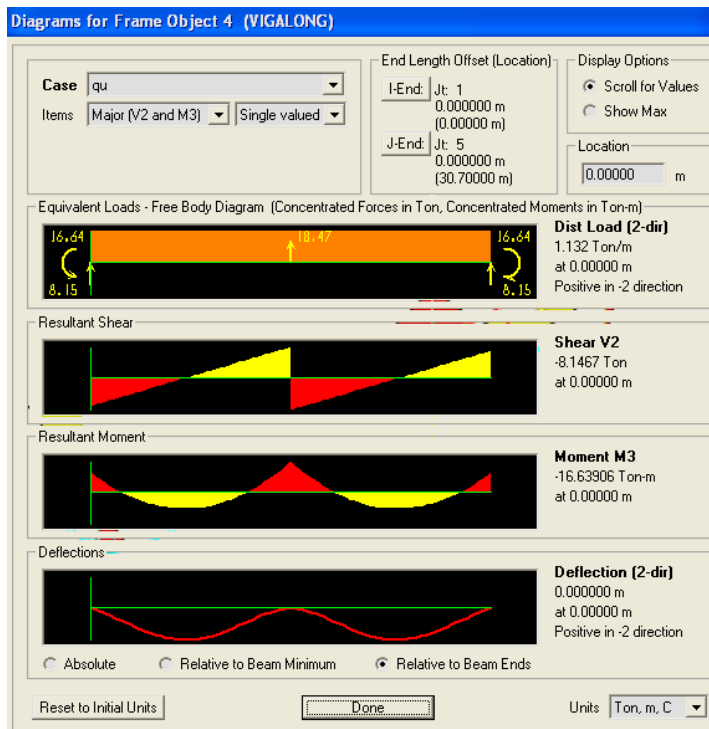 Diagrams for Frame Object 4 (VIGALONG)
Case qu
Items Major (V2 and M3) Single valued
End Length Offset (Location)
I-End: Jt: 1
0.000000 m
(0.00000 m)
J-End: Jt: 5
0.000000 m
(30.70000 m)
Display Options
Scroll for Values
Show Max
Location
0.00000 m
Equivalent Loads - Free Body Diagram (Concentrated Forces in Ton, Concentrated Moments in Ton-m)
16.64 18.47 16.64
8.15 8.15
Dist Load (2-dir)
1.132 Ton/m
at 0.00000 m
Positive in -2 direction
Resultant Shear
Shear V2
-8.1467 Ton
at 0.00000 m
Resultant Moment
Moment M3
-16.63906 Ton-m
at 0.00000 m
Deflections
Deflection (2-dir)
0.000000 m
at 0.00000 m
Positive in -2 direction
Absolute Relative to Beam Minimum Relative to Beam Ends
Reset to Initial Units Done Units Ton, m, C